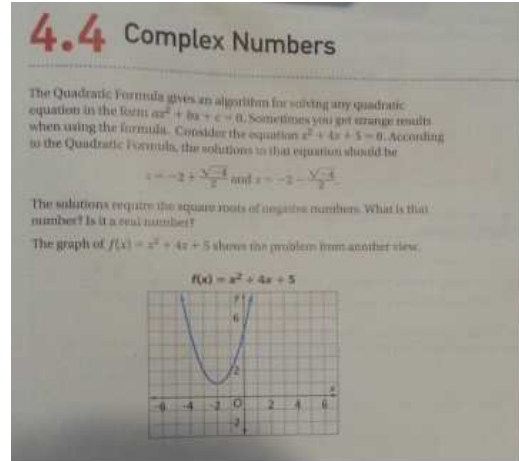 4.4 Complex Numbers
The Quadratic Formula gives an algorithm for solving any quadratic
equation in the form ax² + bx + c = 0. Sometimes you get strange results
when using the formula. Consider the equation x² + 4x + 5 = 0. According
to the Quadratic Formula, the solutions to that equation should be
x = -2 + √-4/2 and x = -2 - √-4/2.
The solutions require the square roots of negative numbers. What is that
number? Is it a real number?
The graph of f(x) = x² + 4x + 5 shows the problem from another view.
f(x) = x² + 4x + 5
y
6
2
x
-6 -4 -2 O 2 4 6
-2